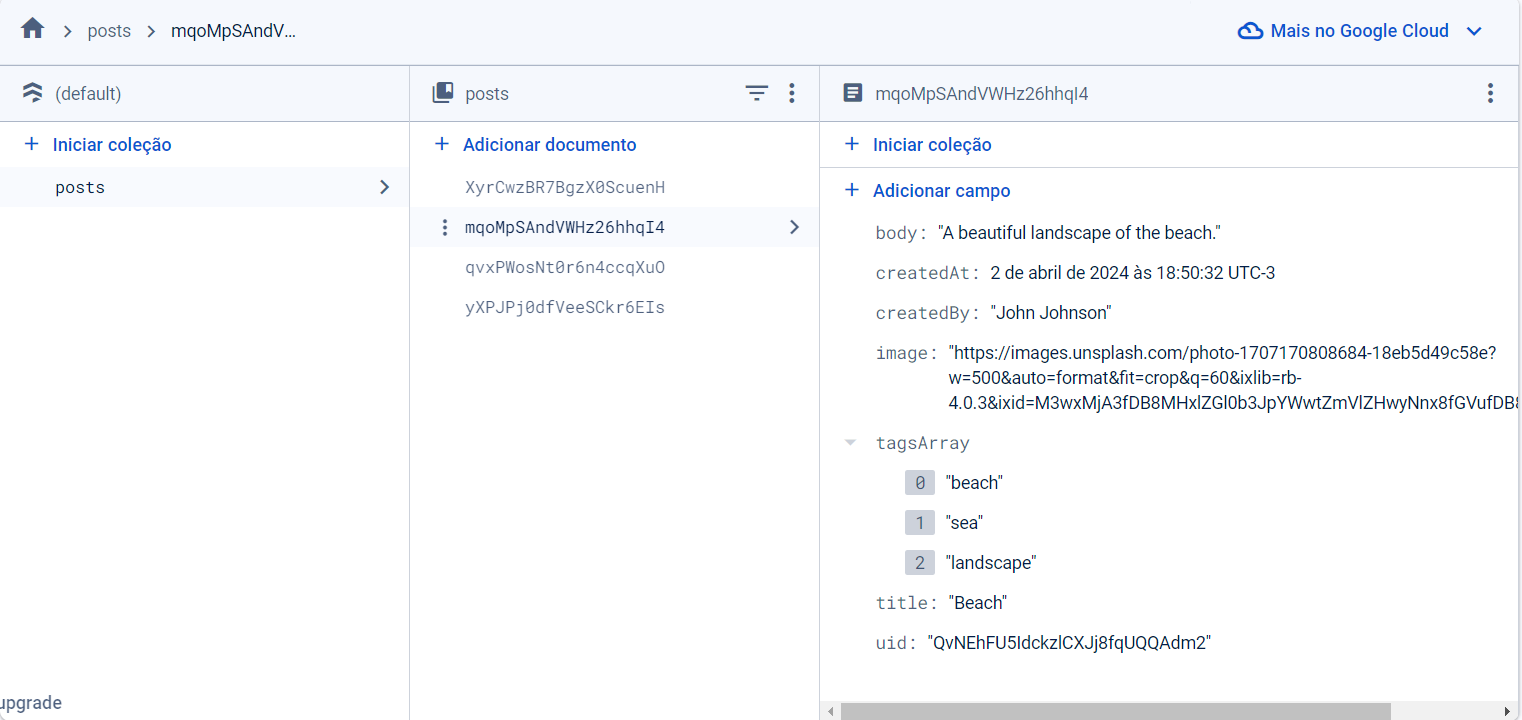 posts mqoMpSAndV...
Mais no Google Cloud
(default)
Iniciar coleção
posts
upgrade
posts
Adicionar documento
XyrCwzBR7BgzX0ScuenH
mqoMpSAndVWHz26hhqI4
qvxPWosNt0r6n4ccqXuO
yXPJPj0dfVeeSCkr6EIs
mqoMpSAndVWHz26hhqI4
Iniciar coleção
Adicionar campo
body: "A beautiful landscape of the beach."
createdAt: 2 de abril de 2024 às 18:50:32 UTC-3
createdBy: "John Johnson"
image: "https://images.unsplash.com/photo-1707170808684-18eb5d49c58e?
w=500&auto=format&fit=crop&q=60&ixlib=rb-
4.0.3&ixid=M3wxMjA3fDB8MHxlZGl0b3JpYWwtZmVlZHwyNnx8fGVufDB8
tagsArray
0 "beach"
1 "sea"
2 "landscape"
title: "Beach"
uid: "QvNEhFU5IdckzlCXJj8fqUQQAdm2"